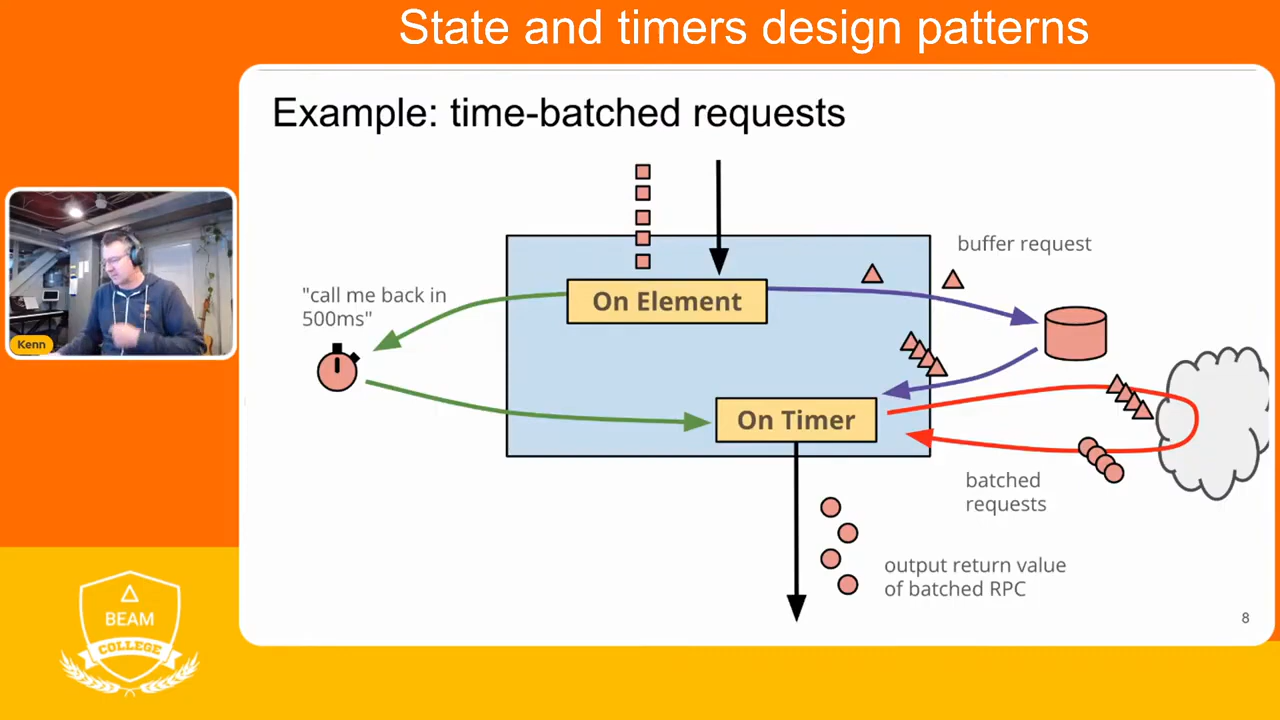 State and timers design patterns
Example: time-batched requests
buffer request
"call me back in
500ms"
On Element
Kenn
On Timer
batched
requests
output return value
of batched RPC
BEAM
COLLEGE
8